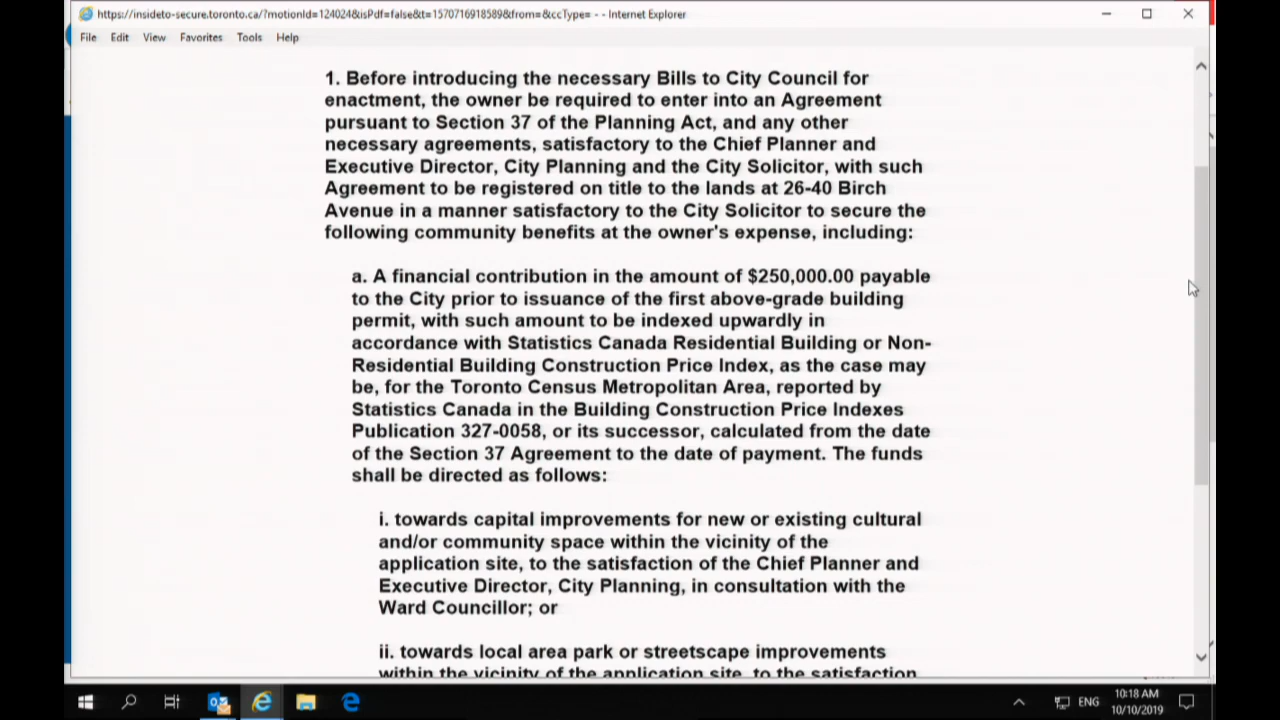 https://insideto-secure.toronto.ca/?motionId=124024&isPdf=false&t=1570716918589&from=&ccType= - - Internet Explorer
File Edit View Favorites Tools Help
1. Before introducing the necessary Bills to City Council for
enactment, the owner be required to enter into an Agreement
pursuant to Section 37 of the Planning Act, and any other
necessary agreements, satisfactory to the Chief Planner and
Executive Director, City Planning and the City Solicitor, with such
Agreement to be registered on title to the lands at 26-40 Birch
Avenue in a manner satisfactory to the City Solicitor to secure the
following community benefits at the owner's expense, including:
a. A financial contribution in the amount of $250,000.00 payable
to the City prior to issuance of the first above-grade building
permit, with such amount to be indexed upwardly in
accordance with Statistics Canada Residential Building or Non-
Residential Building Construction Price Index, as the case may
be, for the Toronto Census Metropolitan Area, reported by
Statistics Canada in the Building Construction Price Indexes
Publication 327-0058, or its successor, calculated from the date
of the Section 37 Agreement to the date of payment. The funds
shall be directed as follows:
i. towards capital improvements for new or existing cultural
and/or community space within the vicinity of the
application site, to the satisfaction of the Chief Planner and
Executive Director, City Planning, in consultation with the
Ward Councillor; or
ii. towards local area park or streetscape improvements
within the vicinity of the application site, to the satisfaction
ENG
10:18 AM
10/10/2019